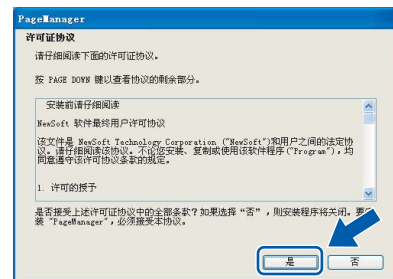 PageManager
许可证协议
请仔细阅读下面的许可证协议。
按 PAGE DOWN 键以查看协议的剩余部分。
安装前请仔细阅读
NewSoft 软件最终用户许可协议
该文件是 NewSoft Technology Corporation ("NewSoft")和用户之间的法定协
议。请仔细阅读该协议。不论您安装、复制或使用该软件程序("Program")，均
同意遵守该许可协议条款的规定。
1. 许可的授予
是否接受上述许可证协议中的全部条款？如果选择“否”，则安装程序将关闭。要
装 "PageManager"，必须接受本协议。
是
否